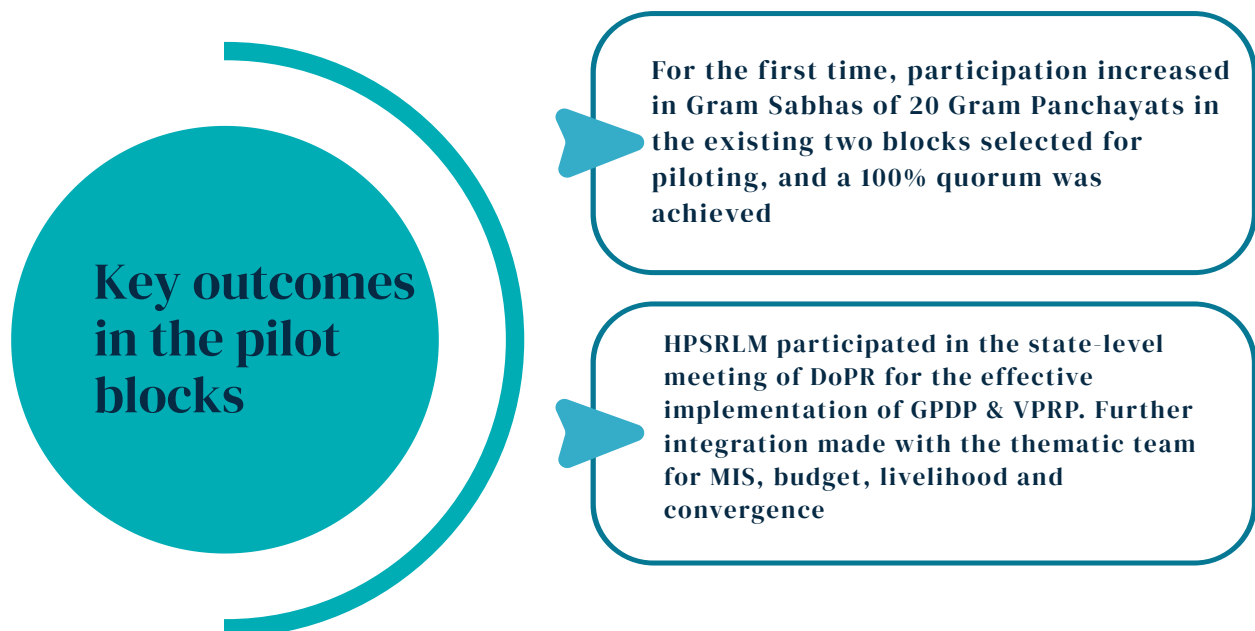 Key outcomes
in the pilot
blocks
For the first time, participation increased
in Gram Sabhas of 20 Gram Panchayats in
the existing two blocks selected for
piloting, and a 100% quorum was
achieved
HPSRLM participated in the state-level
meeting of DoPR for the effective
implementation of GPDP & VPRP. Further
integration made with the thematic team
for MIS, budget, livelihood and
convergence